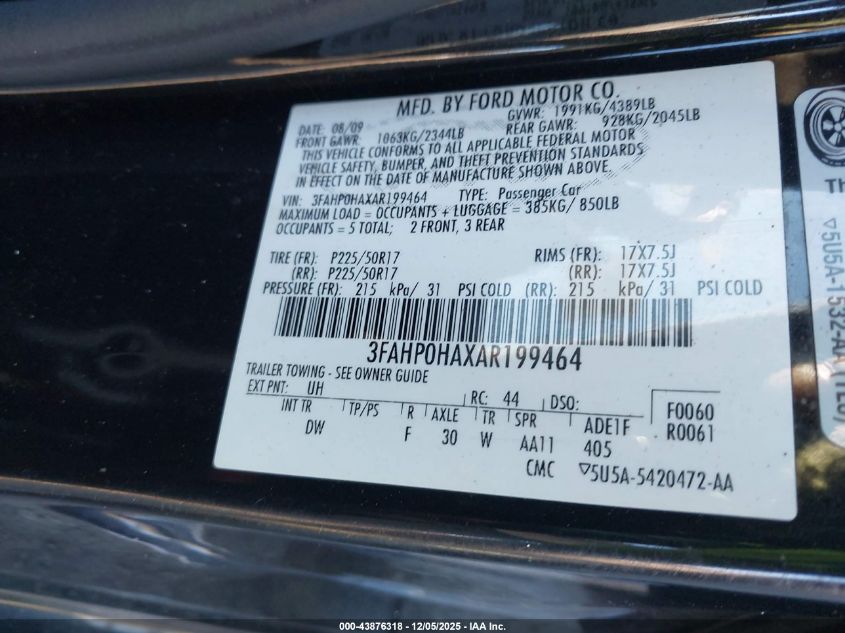 MFD. BY FORD MOTOR CO.
DATE: 08/09 GVWR: 1991KG/4389LB
FRONT GAWR: 1063KG/2344LB REAR GAWR: 928KG/2045LB
THIS VEHICLE CONFORMS TO ALL APPLICABLE FEDERAL MOTOR
VEHICLE SAFETY, BUMPER, AND THEFT PREVENTION STANDARDS
IN EFFECT ON THE DATE OF MANUFACTURE SHOWN ABOVE.
VIN: 3FAHP0HAXAR199464 TYPE: Passenger Car
MAXIMUM LOAD = OCCUPANTS + LUGGAGE = 385KG/ 850LB
OCCUPANTS = 5 TOTAL; 2 FRONT, 3 REAR
TIRE (FR): P225/50R17 RIMS (FR): 17X7.5J
(RR): P225/50R17 (RR): 17X7.5J
PRESSURE (FR): 215 kPa/ 31 PSI COLD (RR): 215 kPa/ 31 PSI COLD
3FAHP0HAXAR199464
TRAILER TOWING - SEE OWNER GUIDE
EXT PNT: UH RC: 44 DSO: F0060
INT TR TP/PS R AXLE TR SPR ADE1F R0061
DW F 30 W AA11 405
CMC 5U5A-5420472-AA
Th
5U5A-1532-AA
000-43876318 - 12/05/2025 - IAA Inc.